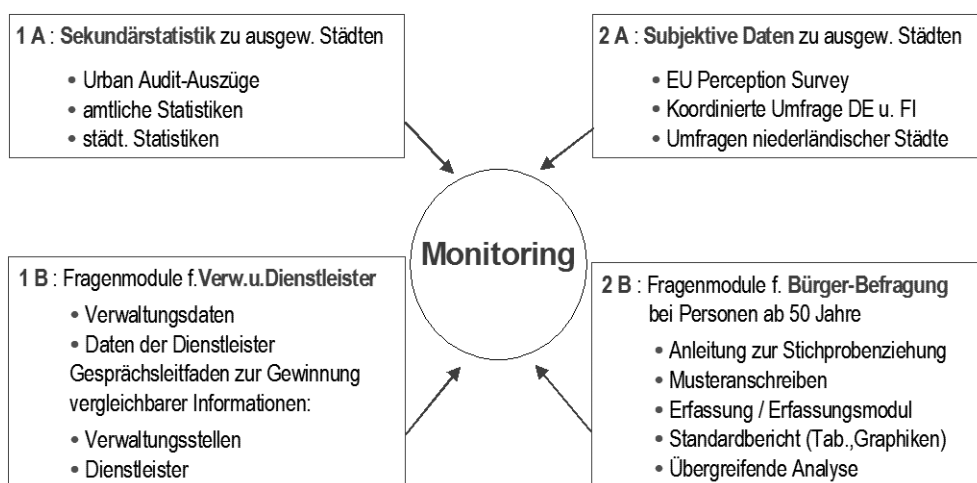 1 A : Sekundärstatistik zu ausgew. Städten
• Urban Audit-Auszüge
• amtliche Statistiken
• städt. Statistiken
2 A : Subjektive Daten zu ausgew. Städten
• EU Perception Survey
• Koordinierte Umfrage DE u. FI
• Umfragen niederländischer Städte
Monitoring
1 B : Fragenmodule f.Verw.u.Dienstleister
• Verwaltungsdaten
• Daten der Dienstleister
Gesprächsleitfaden zur Gewinnung
vergleichbarer Informationen:
• Verwaltungsstellen
• Dienstleister
2 B : Fragenmodule f. Bürger-Befragung
bei Personen ab 50 Jahre
• Anleitung zur Stichprobenziehung
• Musteranschreiben
• Erfassung / Erfassungsmodul
• Standardbericht (Tab.,Graphiken)
• Übergreifende Analyse